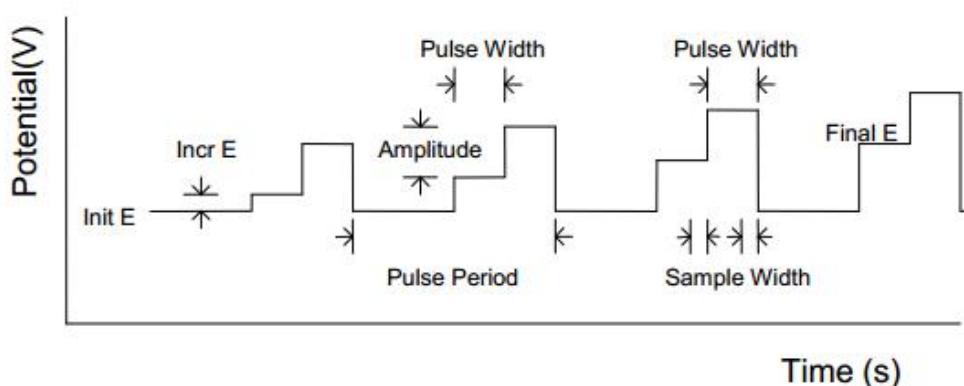 Potential(V)
Pulse Width
Pulse Width
Incr E
Amplitude
Final E
Init E
Pulse Period
Sample Width
Time (s)